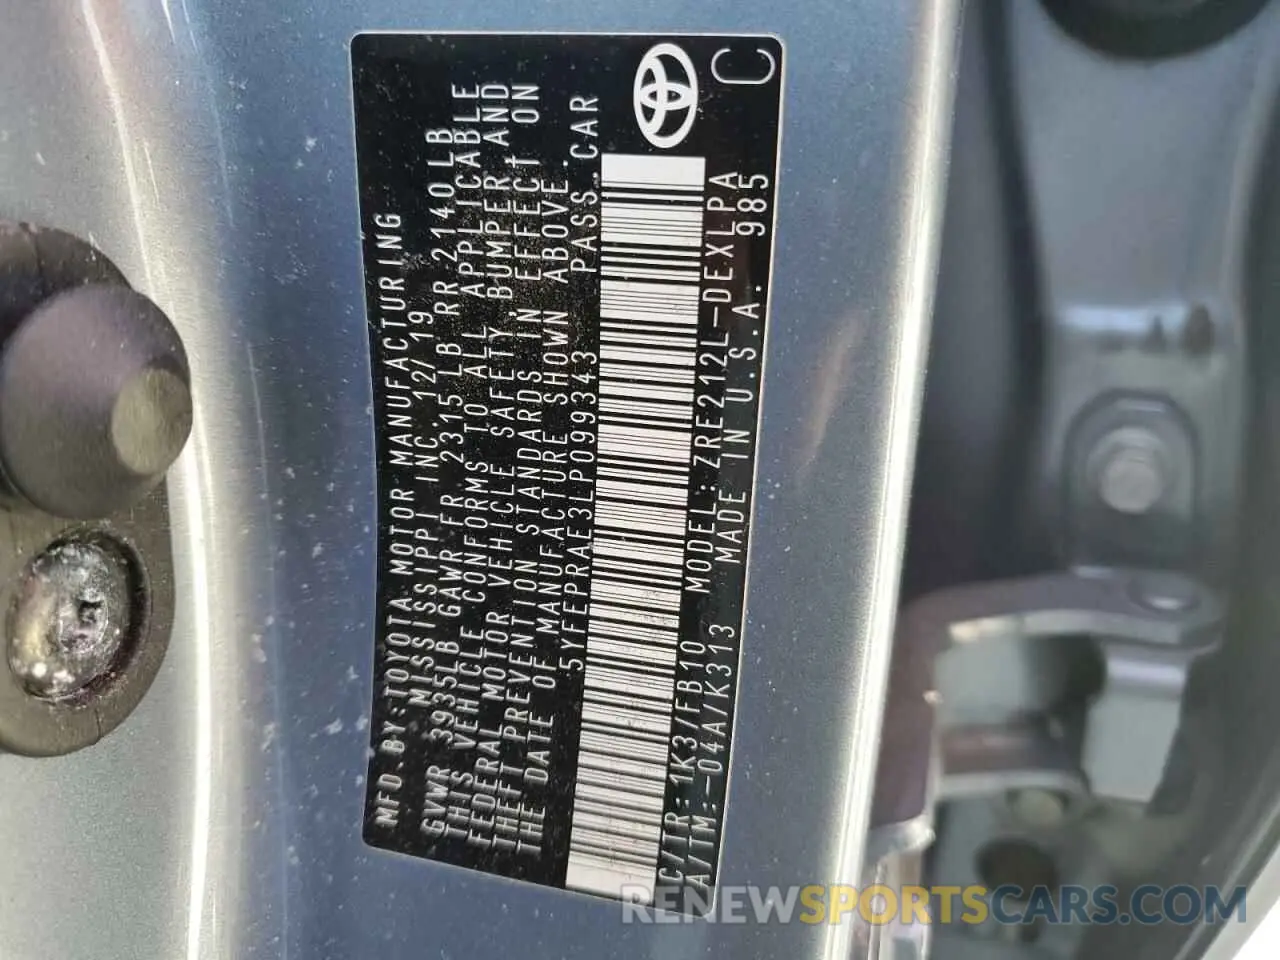 MFD.BY:TOYOTA MOTOR MANUFACTURING
MISSISSIPPI INC. 12/19
GVWR 3935LB GAWR FR 2315LB RR 2140LB
THIS VEHICLE CONFORMS TO ALL APPLICABLE
FEDERAL MOTOR VEHICLE SAFETY, BUMPER, AND
THEFT PREVENTION STANDARDS IN EFFECT ON
THE DATE OF MANUFACTURE SHOWN ABOVE.
5YFEPRAE3LP099343 PASS.CAR
C/TR:1K3/EB10 MODEL:ZRE212L-DEXLPA
A/TM:-04A/K313 MADE IN U.S.A. 985
C
RENEWSPORTSCARS.COM